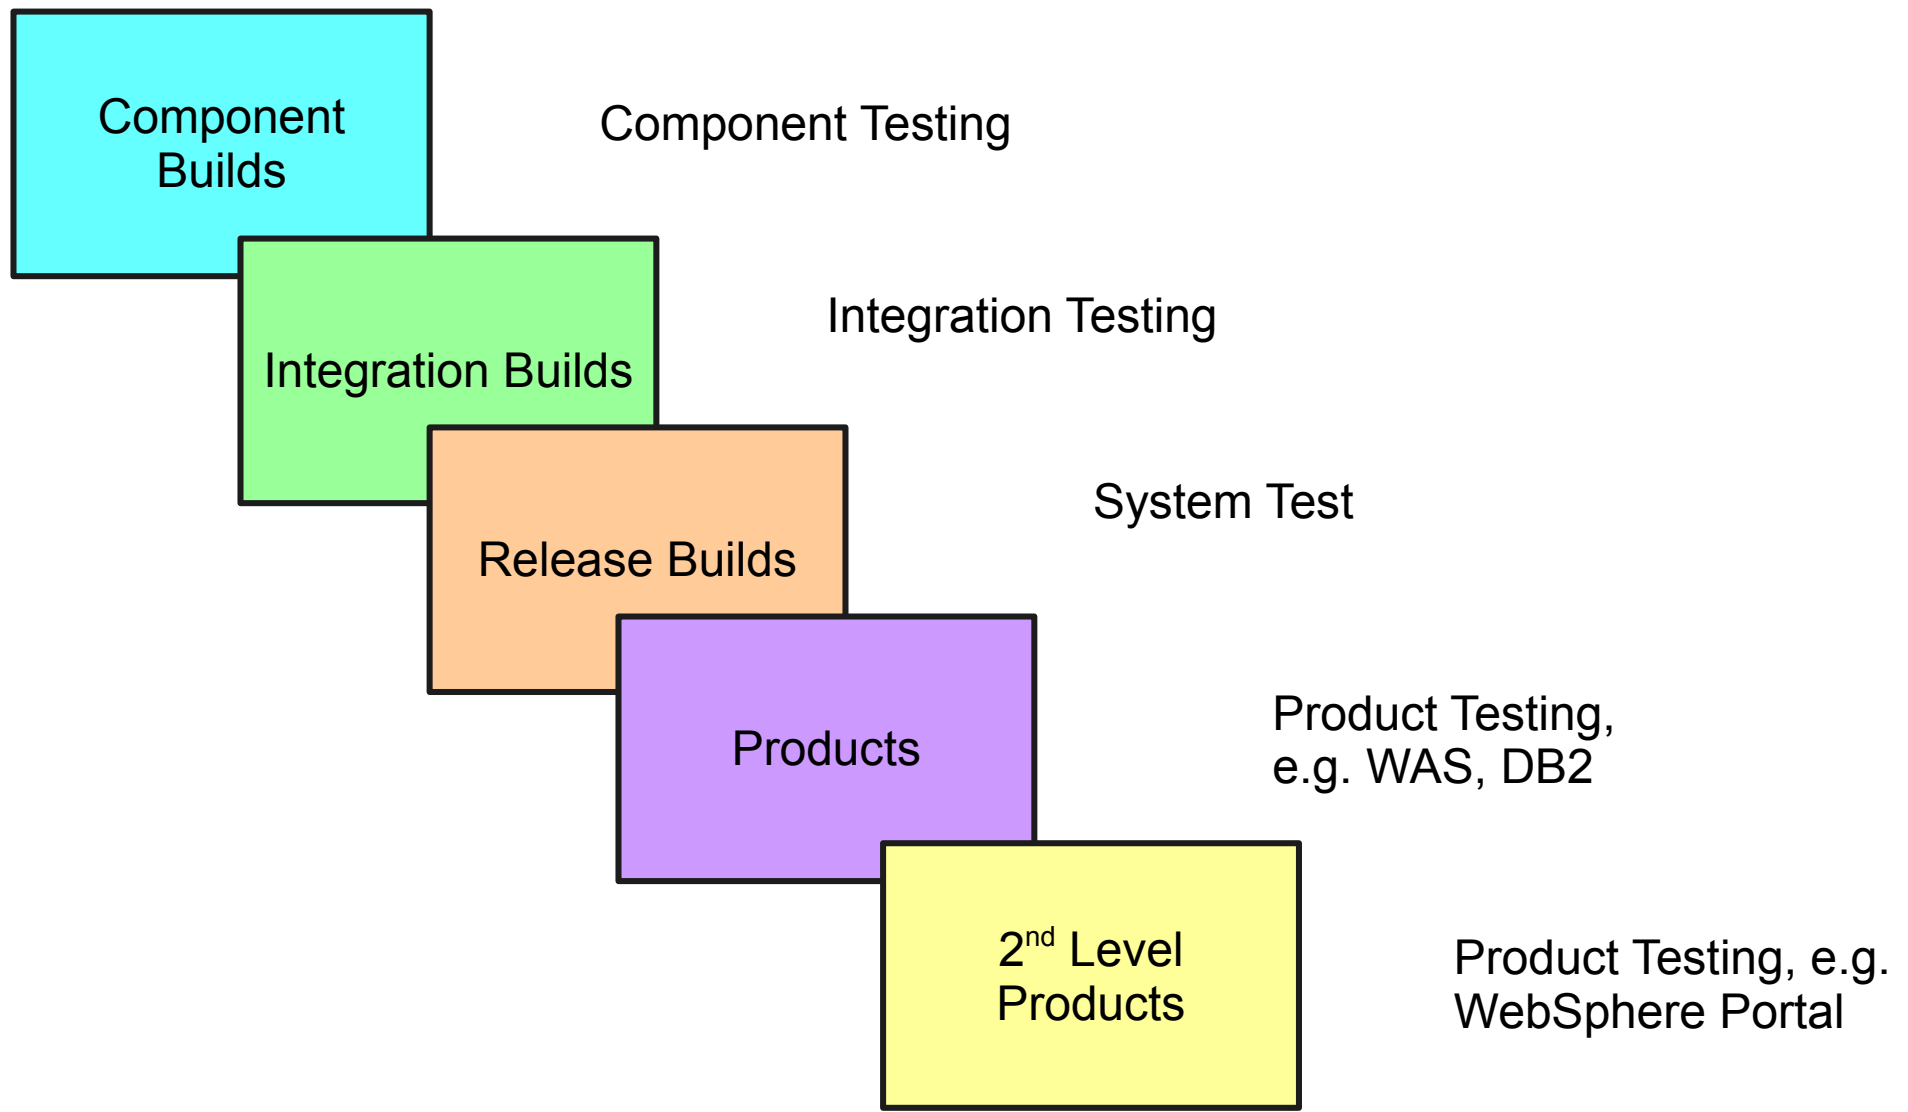 Component
Builds
Component Testing
Integration Builds
Integration Testing
Release Builds
System Test
Products
Product Testing,
e.g. WAS, DB2
2nd Level
Products
Product Testing, e.g.
WebSphere Portal